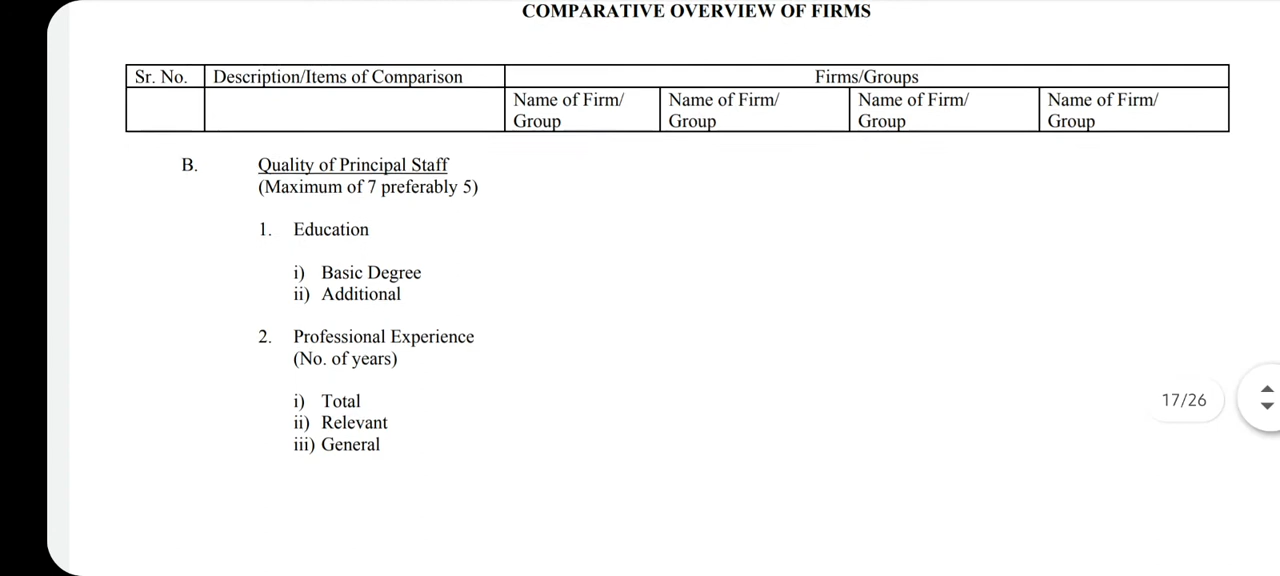 COMPARATIVE OVERVIEW OF FIRMS
Sr. No. Description/Items of Comparison Firms/Groups
Name of Firm/ Name of Firm/ Name of Firm/ Name of Firm/
Group Group Group Group
B. Quality of Principal Staff
(Maximum of 7 preferably 5)
1. Education
i) Basic Degree
ii) Additional
2. Professional Experience
(No. of years)
i) Total
ii) Relevant
iii) General
17/26